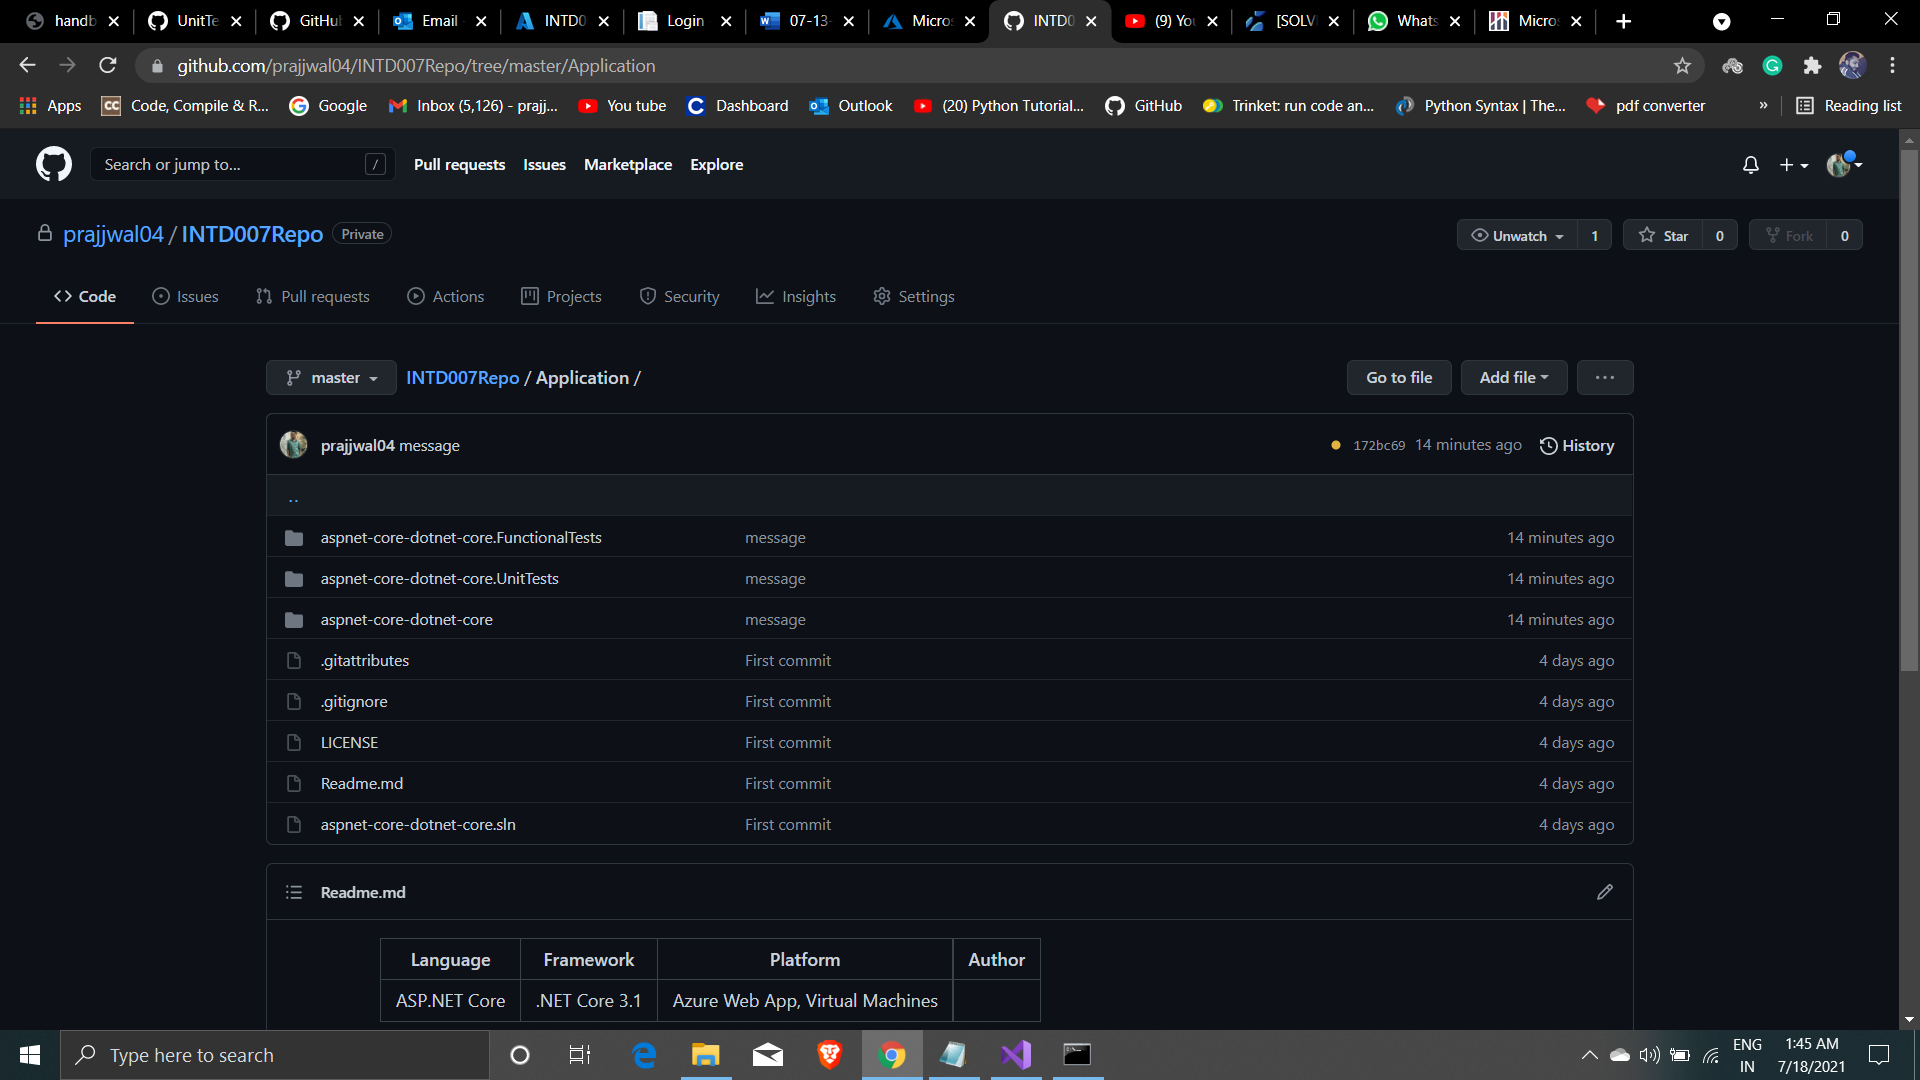 handb
UnitTe
GitHub
Email -
INTD0
Login
07-13-
Micros
INTD0
(9) You
[SOLV
Whats
Micros
github.com/prajjwal04/INTD007Repo/tree/master/Application
Apps
Code, Compile & R...
Google
Inbox (5,126) - prajj...
You tube
Dashboard
Outlook
(20) Python Tutorial...
GitHub
Trinket: run code an...
Python Syntax | The...
pdf converter
»
Reading list
Search or jump to... /
Pull requests
Issues
Marketplace
Explore
prajjwal04 / INTD007Repo Private
Unwatch 1
Star 0
Fork 0
Code
Issues
Pull requests
Actions
Projects
Security
Insights
Settings
master
INTD007Repo / Application /
Go to file
Add file
...
prajjwal04 message
172bc69 14 minutes ago
History
..
aspnet-core-dotnet-core.FunctionalTests message 14 minutes ago
aspnet-core-dotnet-core.UnitTests message 14 minutes ago
aspnet-core-dotnet-core message 14 minutes ago
.gitattributes First commit 4 days ago
.gitignore First commit 4 days ago
LICENSE First commit 4 days ago
Readme.md First commit 4 days ago
aspnet-core-dotnet-core.sln First commit 4 days ago
Readme.md
Language Framework Platform Author
ASP.NET Core .NET Core 3.1 Azure Web App, Virtual Machines
Type here to search
ENG
IN
1:45 AM
7/18/2021